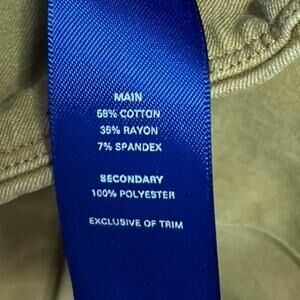 MAIN
58% COTTON
35% RAYON
7% SPANDEX
SECONDARY
100% POLYESTER
EXCLUSIVE OF TRIM